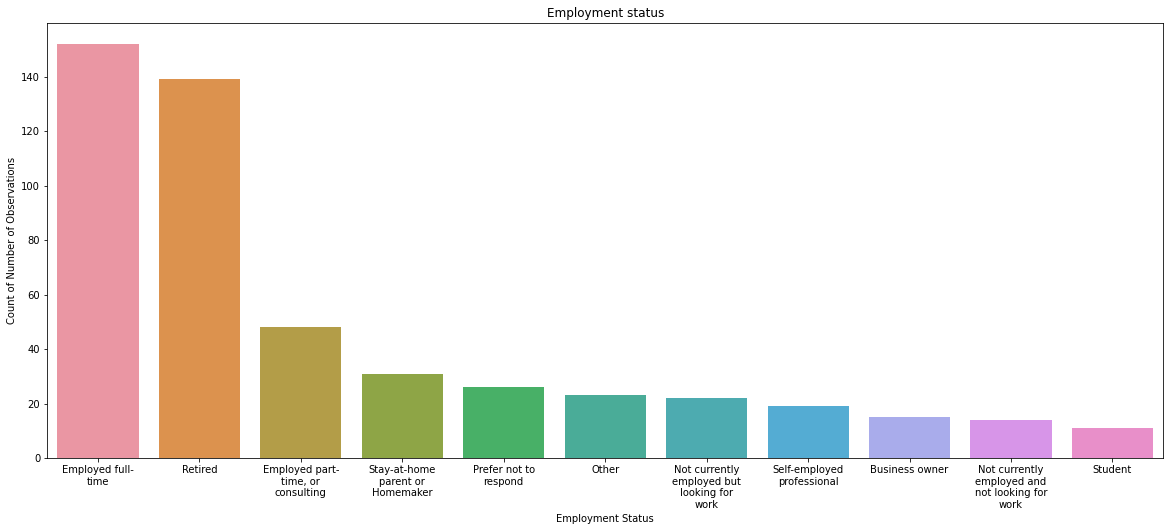 Employment status
Count of Number of Observations
140
120
100
80
60
40
20
0
Employed full-
time
Retired
Employed part-
time, or
consulting
Stay-at-home
parent or
Homemaker
Prefer not to
respond
Other
Not currently
employed but
looking for
work
Self-employed
professional
Business owner
Not currently
employed and
not looking for
work
Student
Employment Status